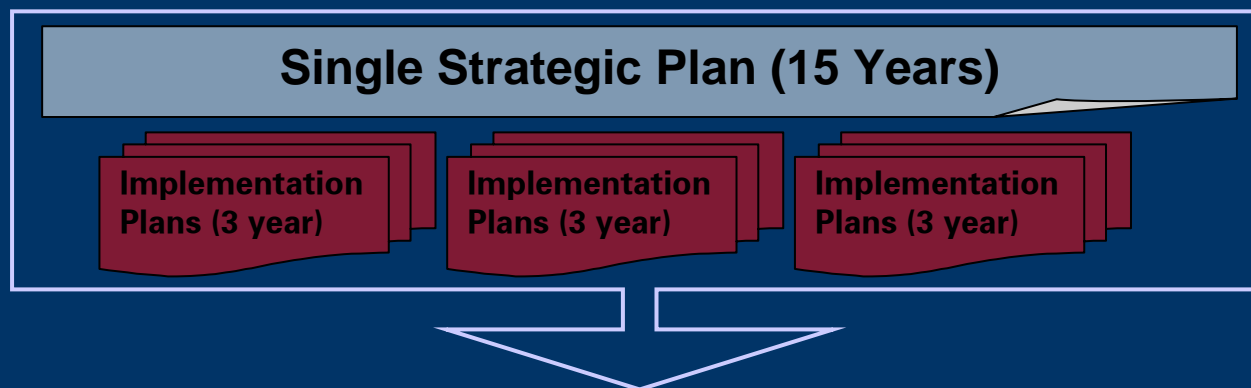 Single Strategic Plan (15 Years)
Implementation
Plans (3 year)
Implementation
Plans (3 year)
Implementation
Plans (3 year)